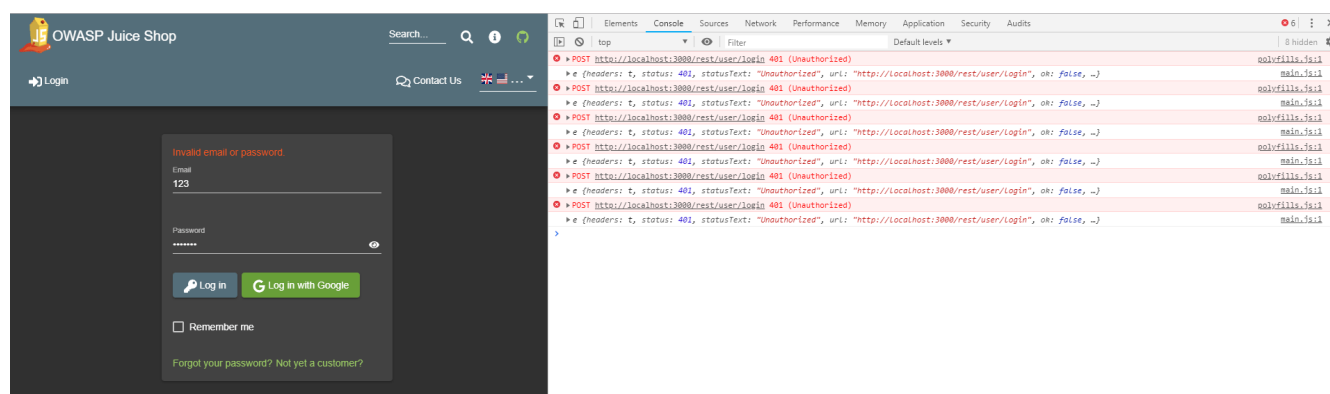 OWASP Juice Shop
Search...
Login
Contact Us
...
Invalid email or password.
Email
123
Password
•••••••
Log in
G Log in with Google
Remember me
Forgot your password? Not yet a customer?
Elements Console Sources Network Performance Memory Application Security Audits 6
top Filter Default levels ▼ 8 hidden
POST http://localhost:3000/rest/user/login 401 (Unauthorized) polyfills.js:1
e {headers: t, status: 401, statusText: "Unauthorized", url: "http://localhost:3000/rest/user/login", ok: false, …} main.js:1
POST http://localhost:3000/rest/user/login 401 (Unauthorized) polyfills.js:1
e {headers: t, status: 401, statusText: "Unauthorized", url: "http://localhost:3000/rest/user/login", ok: false, …} main.js:1
POST http://localhost:3000/rest/user/login 401 (Unauthorized) polyfills.js:1
e {headers: t, status: 401, statusText: "Unauthorized", url: "http://localhost:3000/rest/user/login", ok: false, …} main.js:1
POST http://localhost:3000/rest/user/login 401 (Unauthorized) polyfills.js:1
e {headers: t, status: 401, statusText: "Unauthorized", url: "http://localhost:3000/rest/user/login", ok: false, …} main.js:1
POST http://localhost:3000/rest/user/login 401 (Unauthorized) polyfills.js:1
e {headers: t, status: 401, statusText: "Unauthorized", url: "http://localhost:3000/rest/user/login", ok: false, …} main.js:1
POST http://localhost:3000/rest/user/login 401 (Unauthorized) polyfills.js:1
e {headers: t, status: 401, statusText: "Unauthorized", url: "http://localhost:3000/rest/user/login", ok: false, …} main.js:1